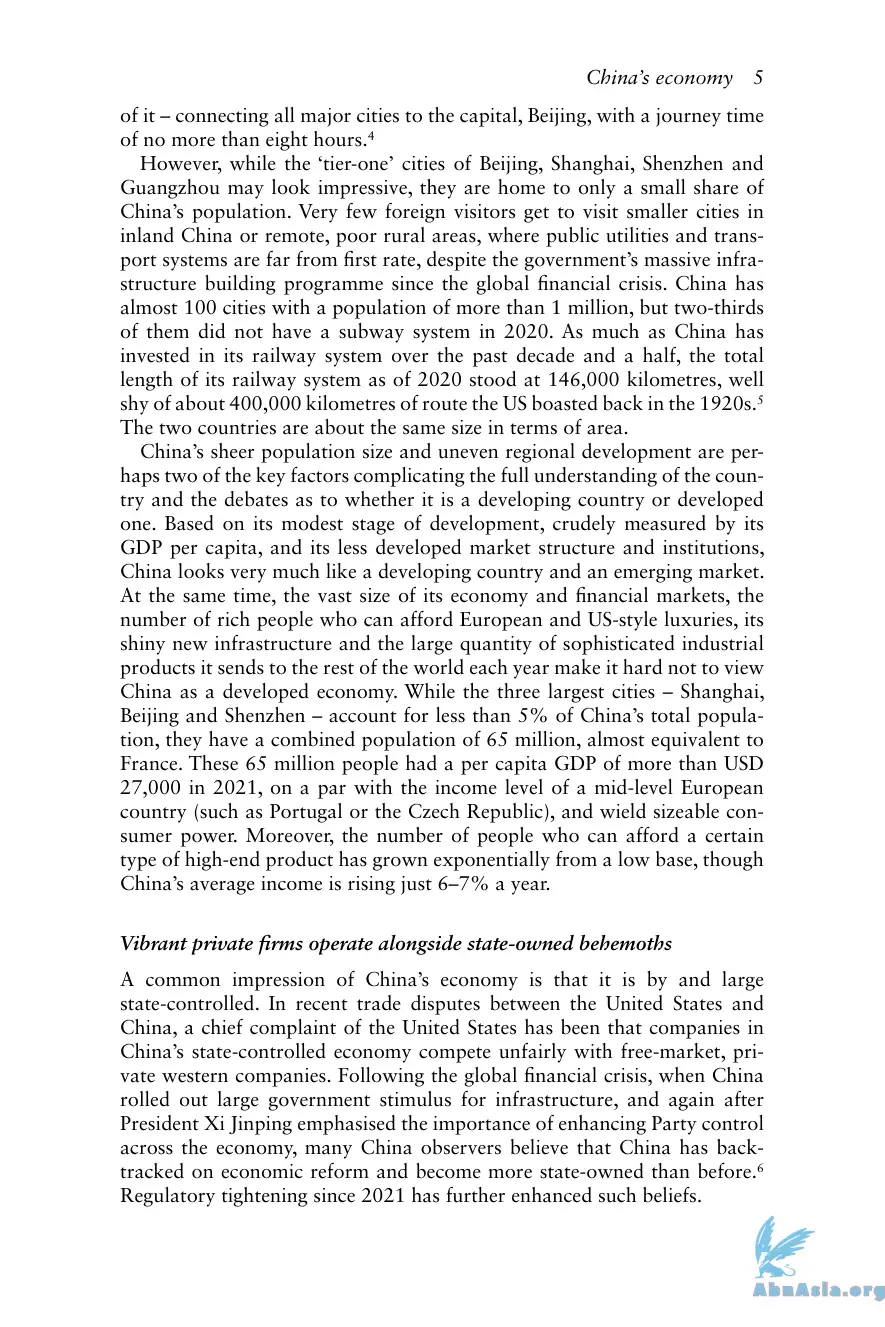 China’s economy 5
of it – connecting all major cities to the capital, Beijing, with a journey time
of no more than eight hours.⁴
However, while the ‘tier-one’ cities of Beijing, Shanghai, Shenzhen and
Guangzhou may look impressive, they are home to only a small share of
China’s population. Very few foreign visitors get to visit smaller cities in
inland China or remote, poor rural areas, where public utilities and trans-
port systems are far from first rate, despite the government’s massive infra-
structure building programme since the global financial crisis. China has
almost 100 cities with a population of more than 1 million, but two-thirds
of them did not have a subway system in 2020. As much as China has
invested in its railway system over the past decade and a half, the total
length of its railway system as of 2020 stood at 146,000 kilometres, well
shy of about 400,000 kilometres of route the US boasted back in the 1920s.⁵
The two countries are about the same size in terms of area.
China’s sheer population size and uneven regional development are per-
haps two of the key factors complicating the full understanding of the coun-
try and the debates as to whether it is a developing country or developed
one. Based on its modest stage of development, crudely measured by its
GDP per capita, and its less developed market structure and institutions,
China looks very much like a developing country and an emerging market.
At the same time, the vast size of its economy and financial markets, the
number of rich people who can afford European and US-style luxuries, its
shiny new infrastructure and the large quantity of sophisticated industrial
products it sends to the rest of the world each year make it hard not to view
China as a developed economy. While the three largest cities – Shanghai,
Beijing and Shenzhen – account for less than 5% of China’s total popula-
tion, they have a combined population of 65 million, almost equivalent to
France. These 65 million people had a per capita GDP of more than USD
27,000 in 2021, on a par with the income level of a mid-level European
country (such as Portugal or the Czech Republic), and wield sizeable con-
sumer power. Moreover, the number of people who can afford a certain
type of high-end product has grown exponentially from a low base, though
China’s average income is rising just 6–7% a year.
Vibrant private firms operate alongside state-owned behemoths
A common impression of China’s economy is that it is by and large
state-controlled. In recent trade disputes between the United States and
China, a chief complaint of the United States has been that companies in
China’s state-controlled economy compete unfairly with free-market, pri-
vate western companies. Following the global financial crisis, when China
rolled out large government stimulus for infrastructure, and again after
President Xi Jinping emphasised the importance of enhancing Party control
across the economy, many China observers believe that China has back-
tracked on economic reform and become more state-owned than before.⁶
Regulatory tightening since 2021 has further enhanced such beliefs.
AbnAsia.org